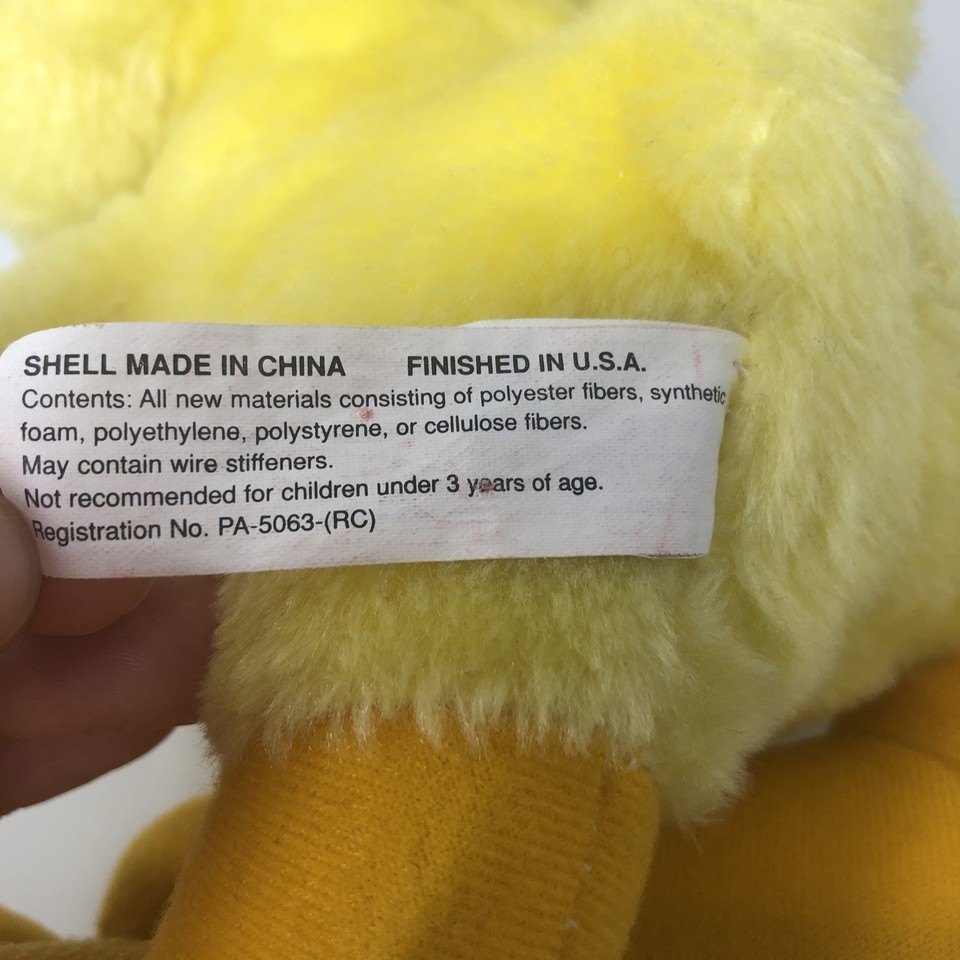 SHELL MADE IN CHINA FINISHED IN U.S.A.
Contents: All new materials consisting of polyester fibers, synthetic
foam, polyethylene, polystyrene, or cellulose fibers.
May contain wire stiffeners.
Not recommended for children under 3 years of age.
Registration No. PA-5063-(RC)